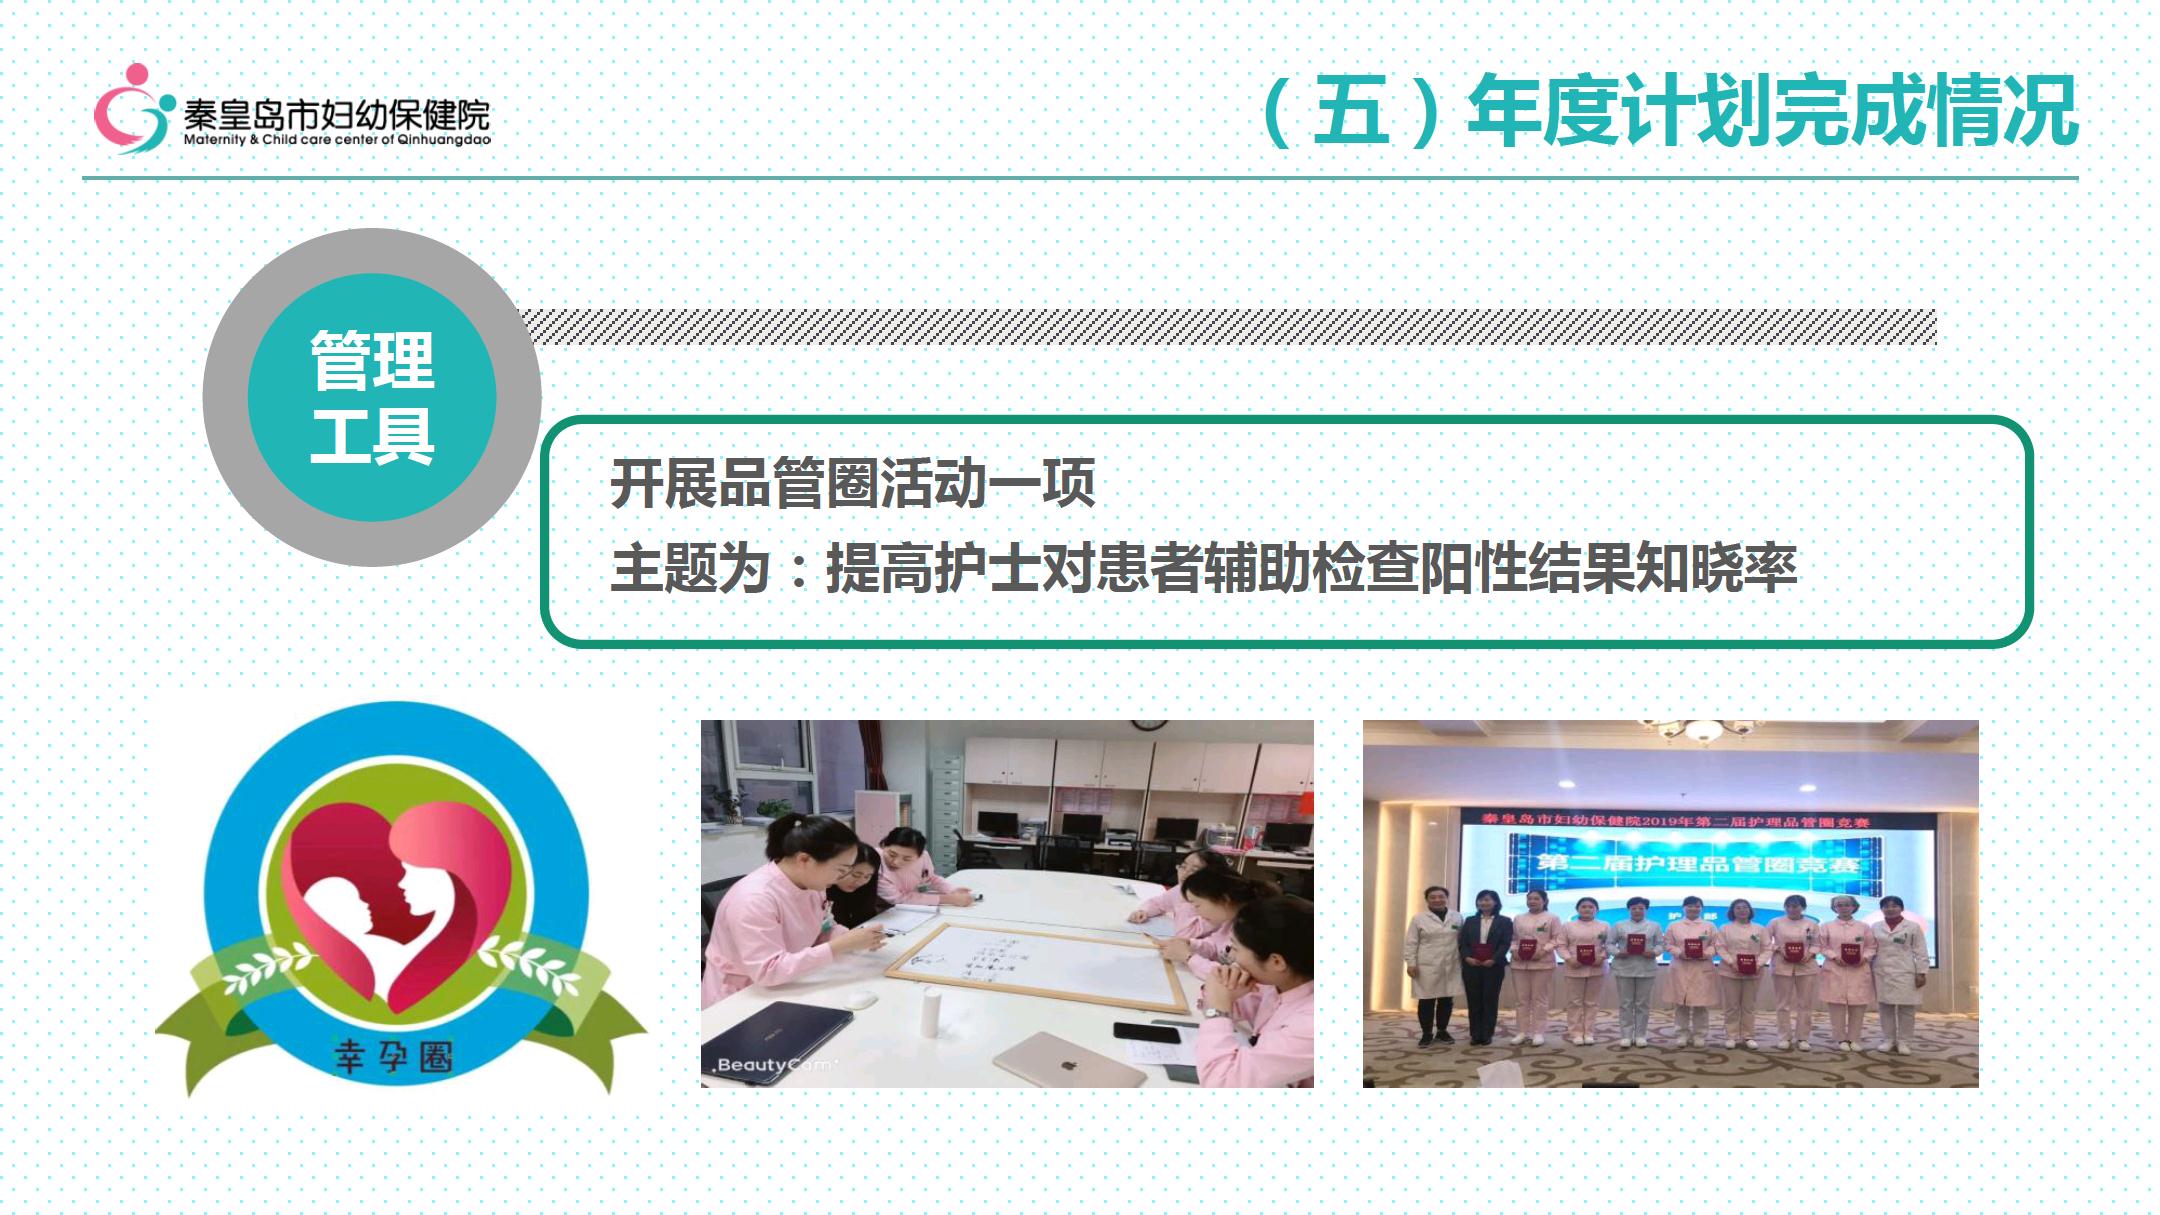 秦皇岛市妇幼保健院
Maternity & Child care center of Qinhuangdao
（五）年度计划完成情况
管理
工具
开展品管圈活动一项
主题为：提高护士对患者辅助检查阳性结果知晓率
幸孕圈
BeautyCam
秦皇岛市妇幼保健院2019年第二届护理品管圈竞赛
第二届护理品管圈竞赛